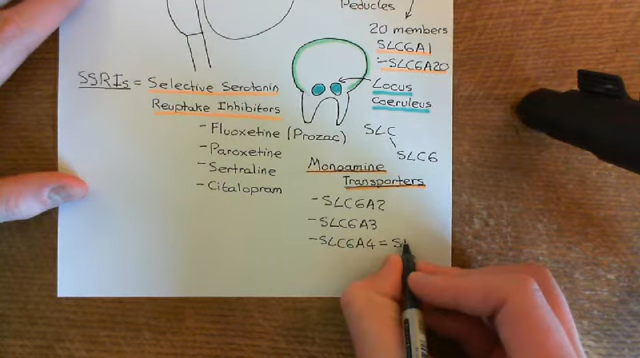 Peducles
20 members
SLC6A1
-SLC6A20
SSRIs = Selective Serotonin
Reuptake Inhibitors
- Fluoxetine (Prozac)
- Paroxetine
- Sertraline
- Citalopram
Locus
Coeruleus
SLC
SLC6
Monoamine
Transporters
- SLC6A2
- SLC6A3
- SLC6A4 = S